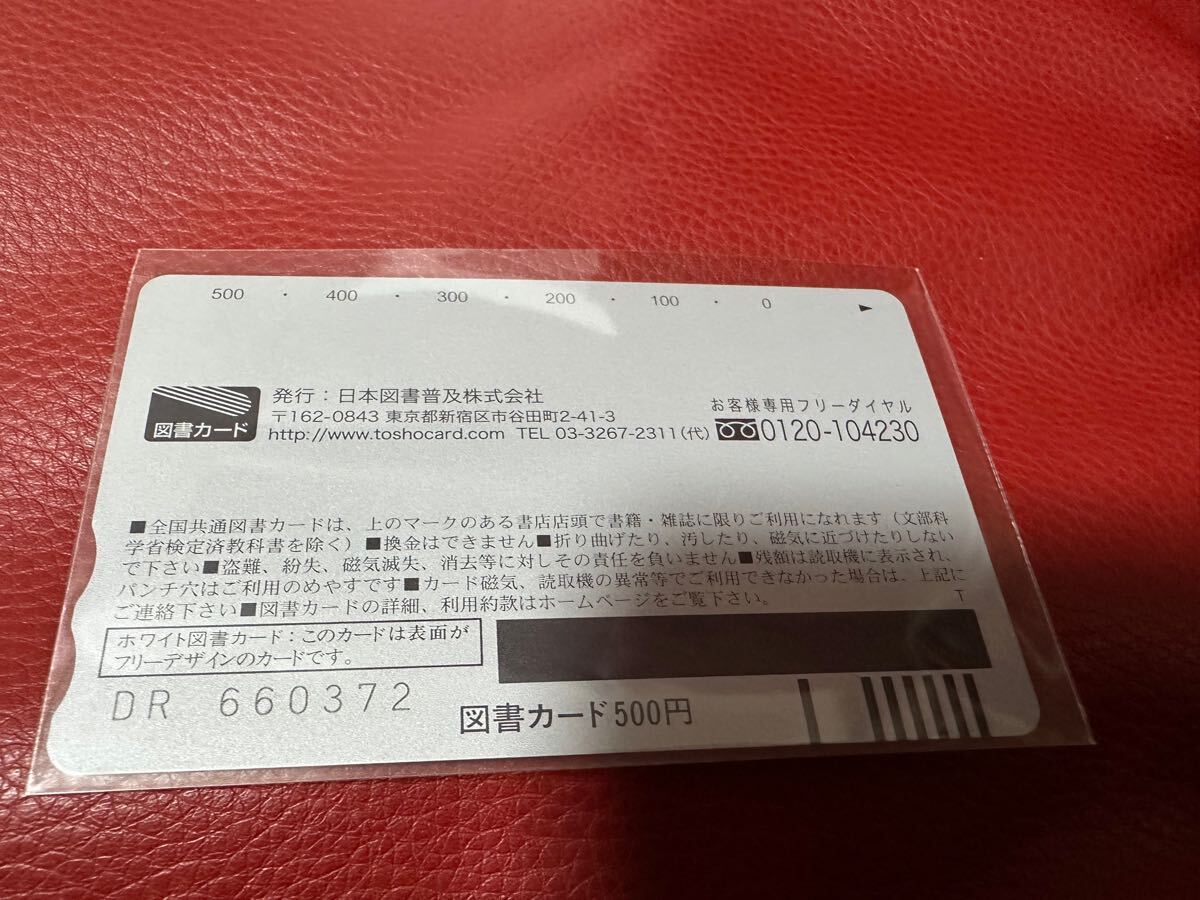 500 ・ 400 ・ 300 ・ 200 ・ 100 ・ 0 ►
図書カード
発行：日本図書普及株式会社
〒162-0843 東京都新宿区市谷田町2-41-3
http://www.toshocard.com TEL 03-3267-2311(代)
お客様専用フリーダイヤル
0120-104230
■全国共通図書カードは、上のマークのある書店店頭で書籍・雑誌に限りご利用になれます（文部科
学省検定済教科書を除く）■換金はできません■折り曲げたり、汚したり、磁気に近づけたりしない
で下さい■盗難、紛失、磁気滅失、消去等に対しその責任を負いません■残額は読取機に表示され、
パンチ穴はご利用のめやすです■カード磁気、読取機の異常等でご利用できなかった場合は、上記に
ご連絡下さい■図書カードの詳細、利用約款はホームページをご覧下さい。
T
ホワイト図書カード：このカードは表面が
フリーデザインのカードです。
DR 660372
図書カード500円